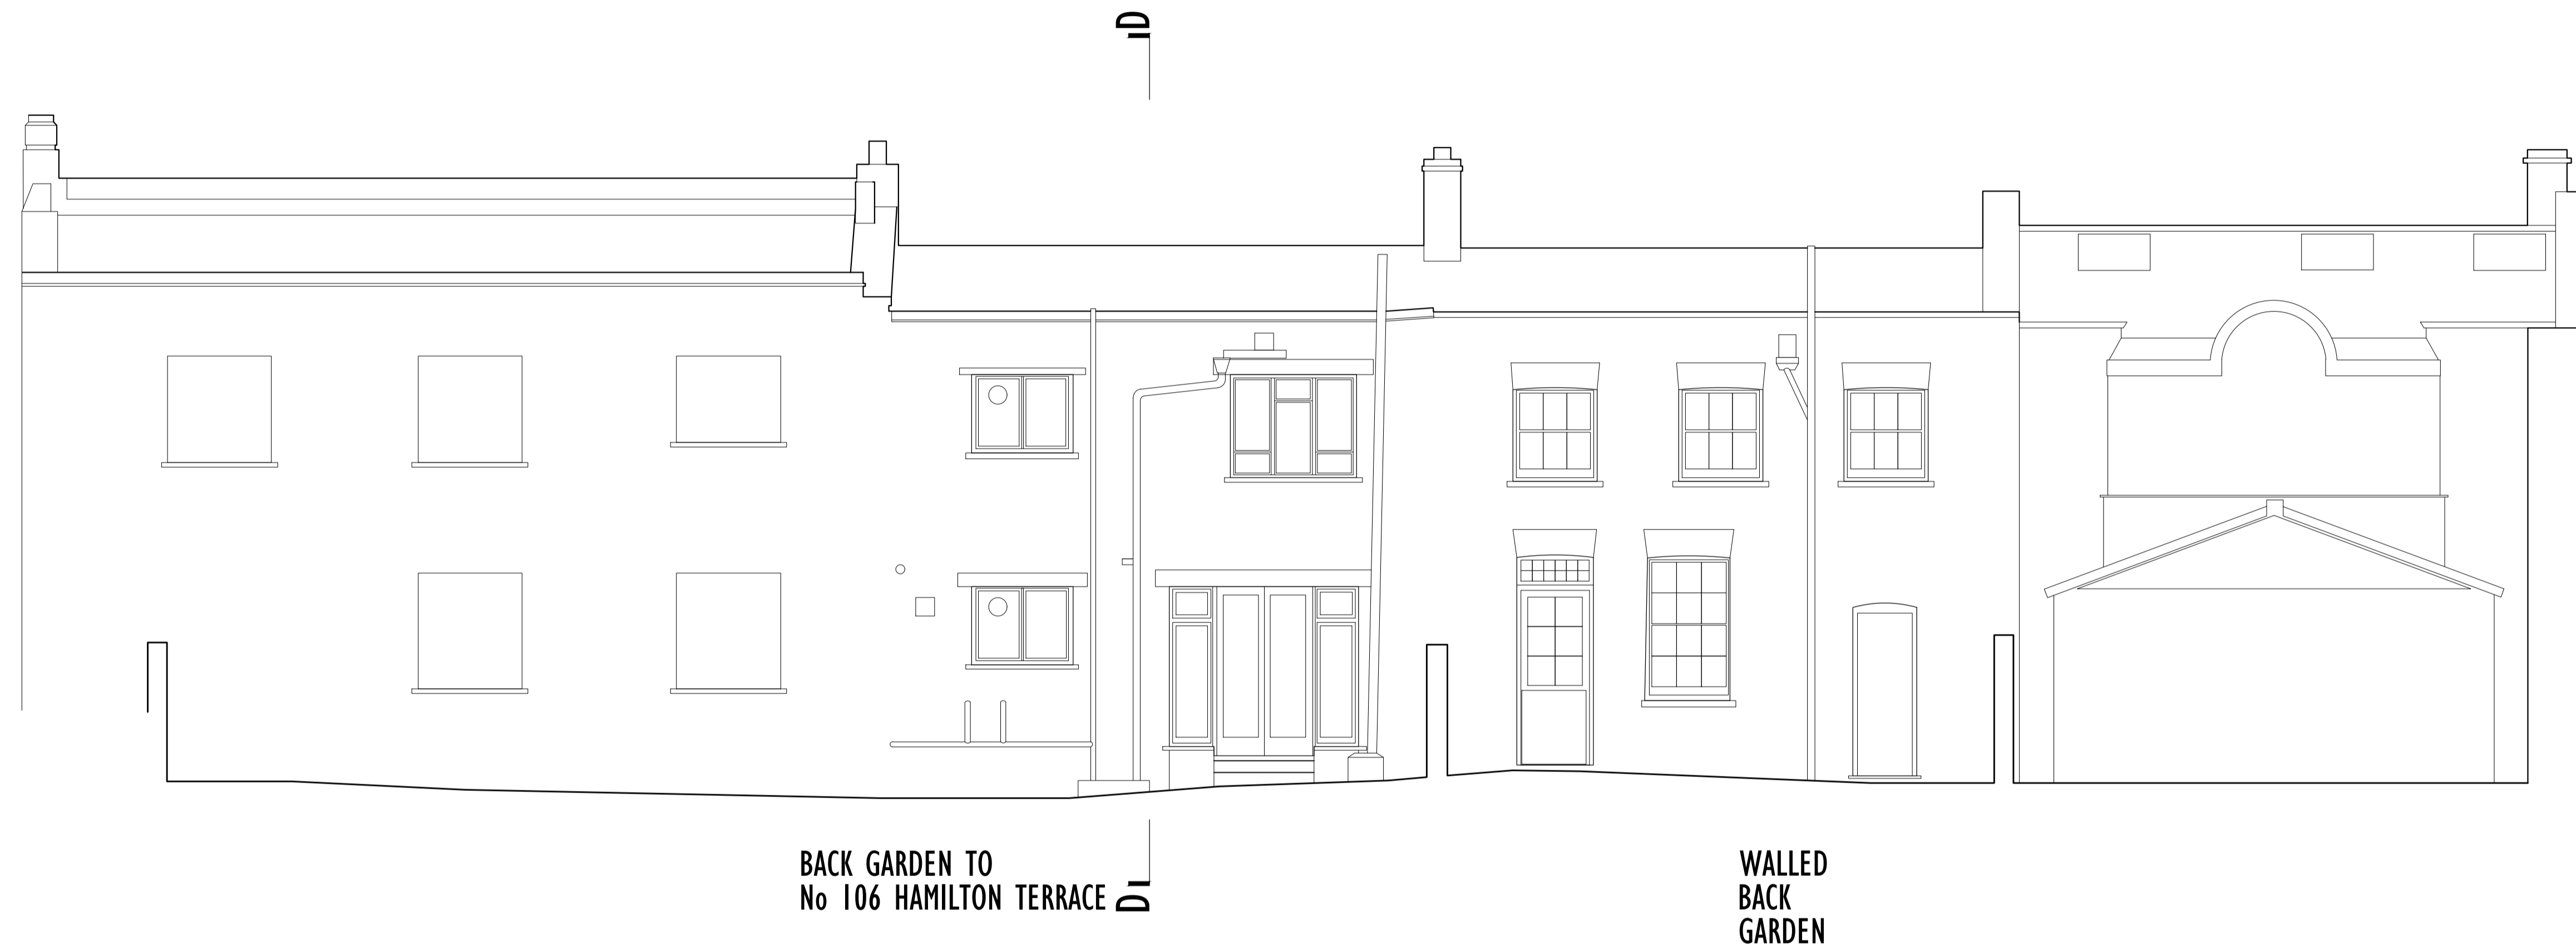 D
BACK GARDEN TO
No 106 HAMILTON TERRACE
D
WALLED
BACK
GARDEN